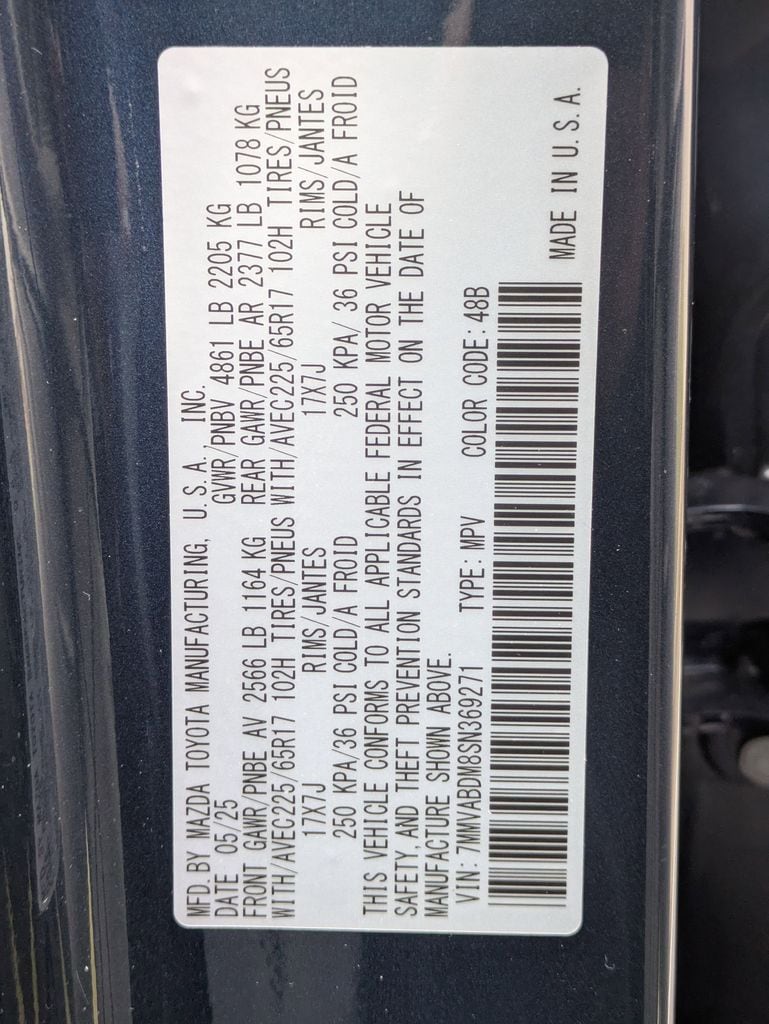 MFD. BY MAZDA TOYOTA MANUFACTURING, U.S.A., INC.
DATE 05/25 GVWR/PNBV 4861 LB 2205 KG
FRONT GAWR/PNBE AV 2566 LB 1164 KG REAR GAWR/PNBE AR 2377 LB 1078 KG
WITH/AVEC225/65R17 102H TIRES/PNEUS WITH/AVEC225/65R17 102H TIRES/PNEUS
17X7J RIMS/JANTES 17X7J RIMS/JANTES
250 KPA/36 PSI COLD/A FROID 250 KPA/ 36 PSI COLD/A FROID
THIS VEHICLE CONFORMS TO ALL APPLICABLE FEDERAL MOTOR VEHICLE
SAFETY, AND THEFT PREVENTION STANDARDS IN EFFECT ON THE DATE OF
MANUFACTURE SHOWN ABOVE.
VIN: 7MMVABDM8SN369271 TYPE: MPV COLOR CODE: 48B
MADE IN U.S.A.